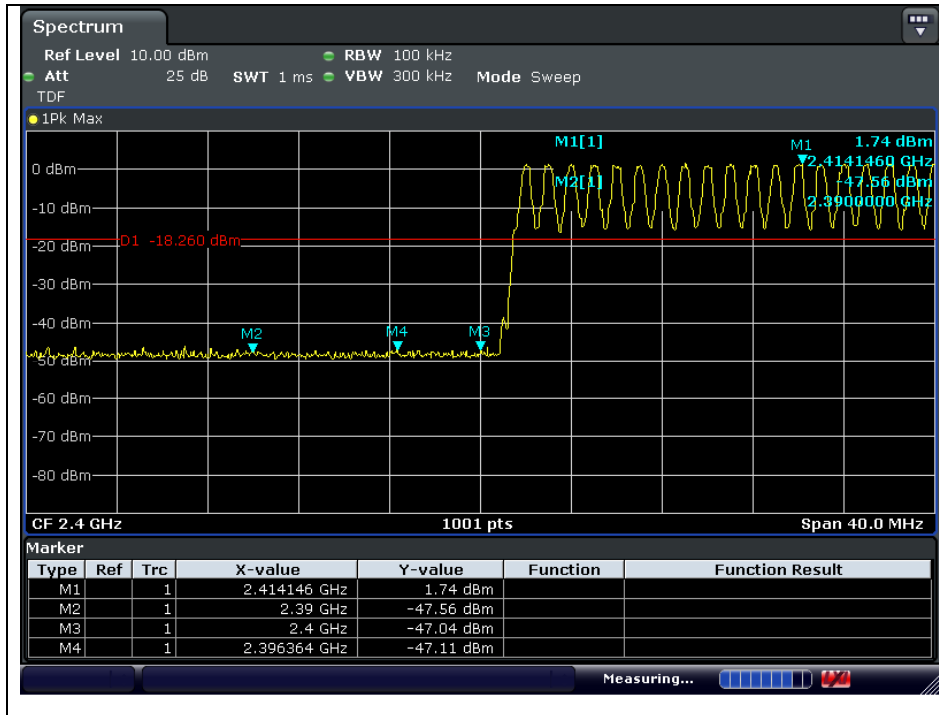 Spectrum
Ref Level 10.00 dBm RBW 100 kHz
Att 25 dB SWT 1 ms VBW 300 kHz Mode Sweep
TDF
1Pk Max
M1[1] 1.74 dBm
M1
2.4141460 GHz
0 dBm
M2[1] -47.56 dBm
2.3900000 GHz
-10 dBm
D1 -18.260 dBm
-20 dBm
-30 dBm
-40 dBm
M2 M4 M3
-50 dBm
-60 dBm
-70 dBm
-80 dBm
CF 2.4 GHz 1001 pts Span 40.0 MHz
Marker
Type Ref Trc X-value Y-value Function Function Result
M1 1 2.414146 GHz 1.74 dBm
M2 1 2.39 GHz -47.56 dBm
M3 1 2.4 GHz -47.04 dBm
M4 1 2.396364 GHz -47.11 dBm
Measuring...